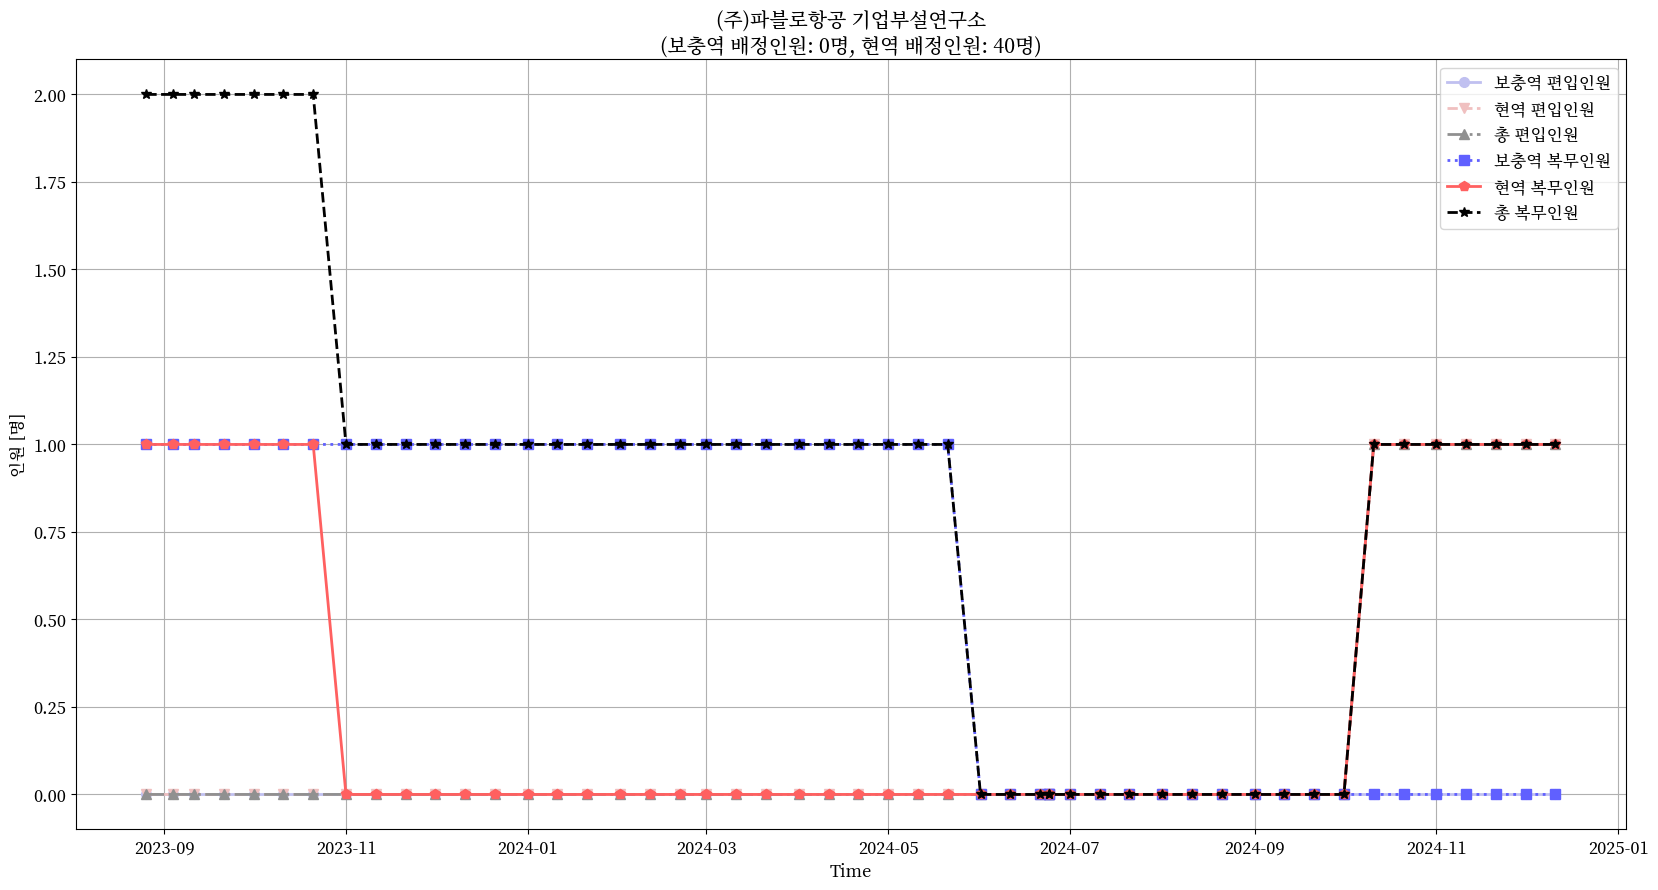 (주)파블로항공 기업부설연구소
(보충역 배정인원: 0명, 현역 배정인원: 40명)
보충역 편입인원
현역 편입인원
총 편입인원
보충역 복무인원
현역 복무인원
총 복무인원
2.00
1.75
1.50
1.25
1.00
0.75
0.50
0.25
0.00
인원 [명]
2023-09
2023-11
2024-01
2024-03
2024-05
2024-07
2024-09
2024-11
2025-01
Time